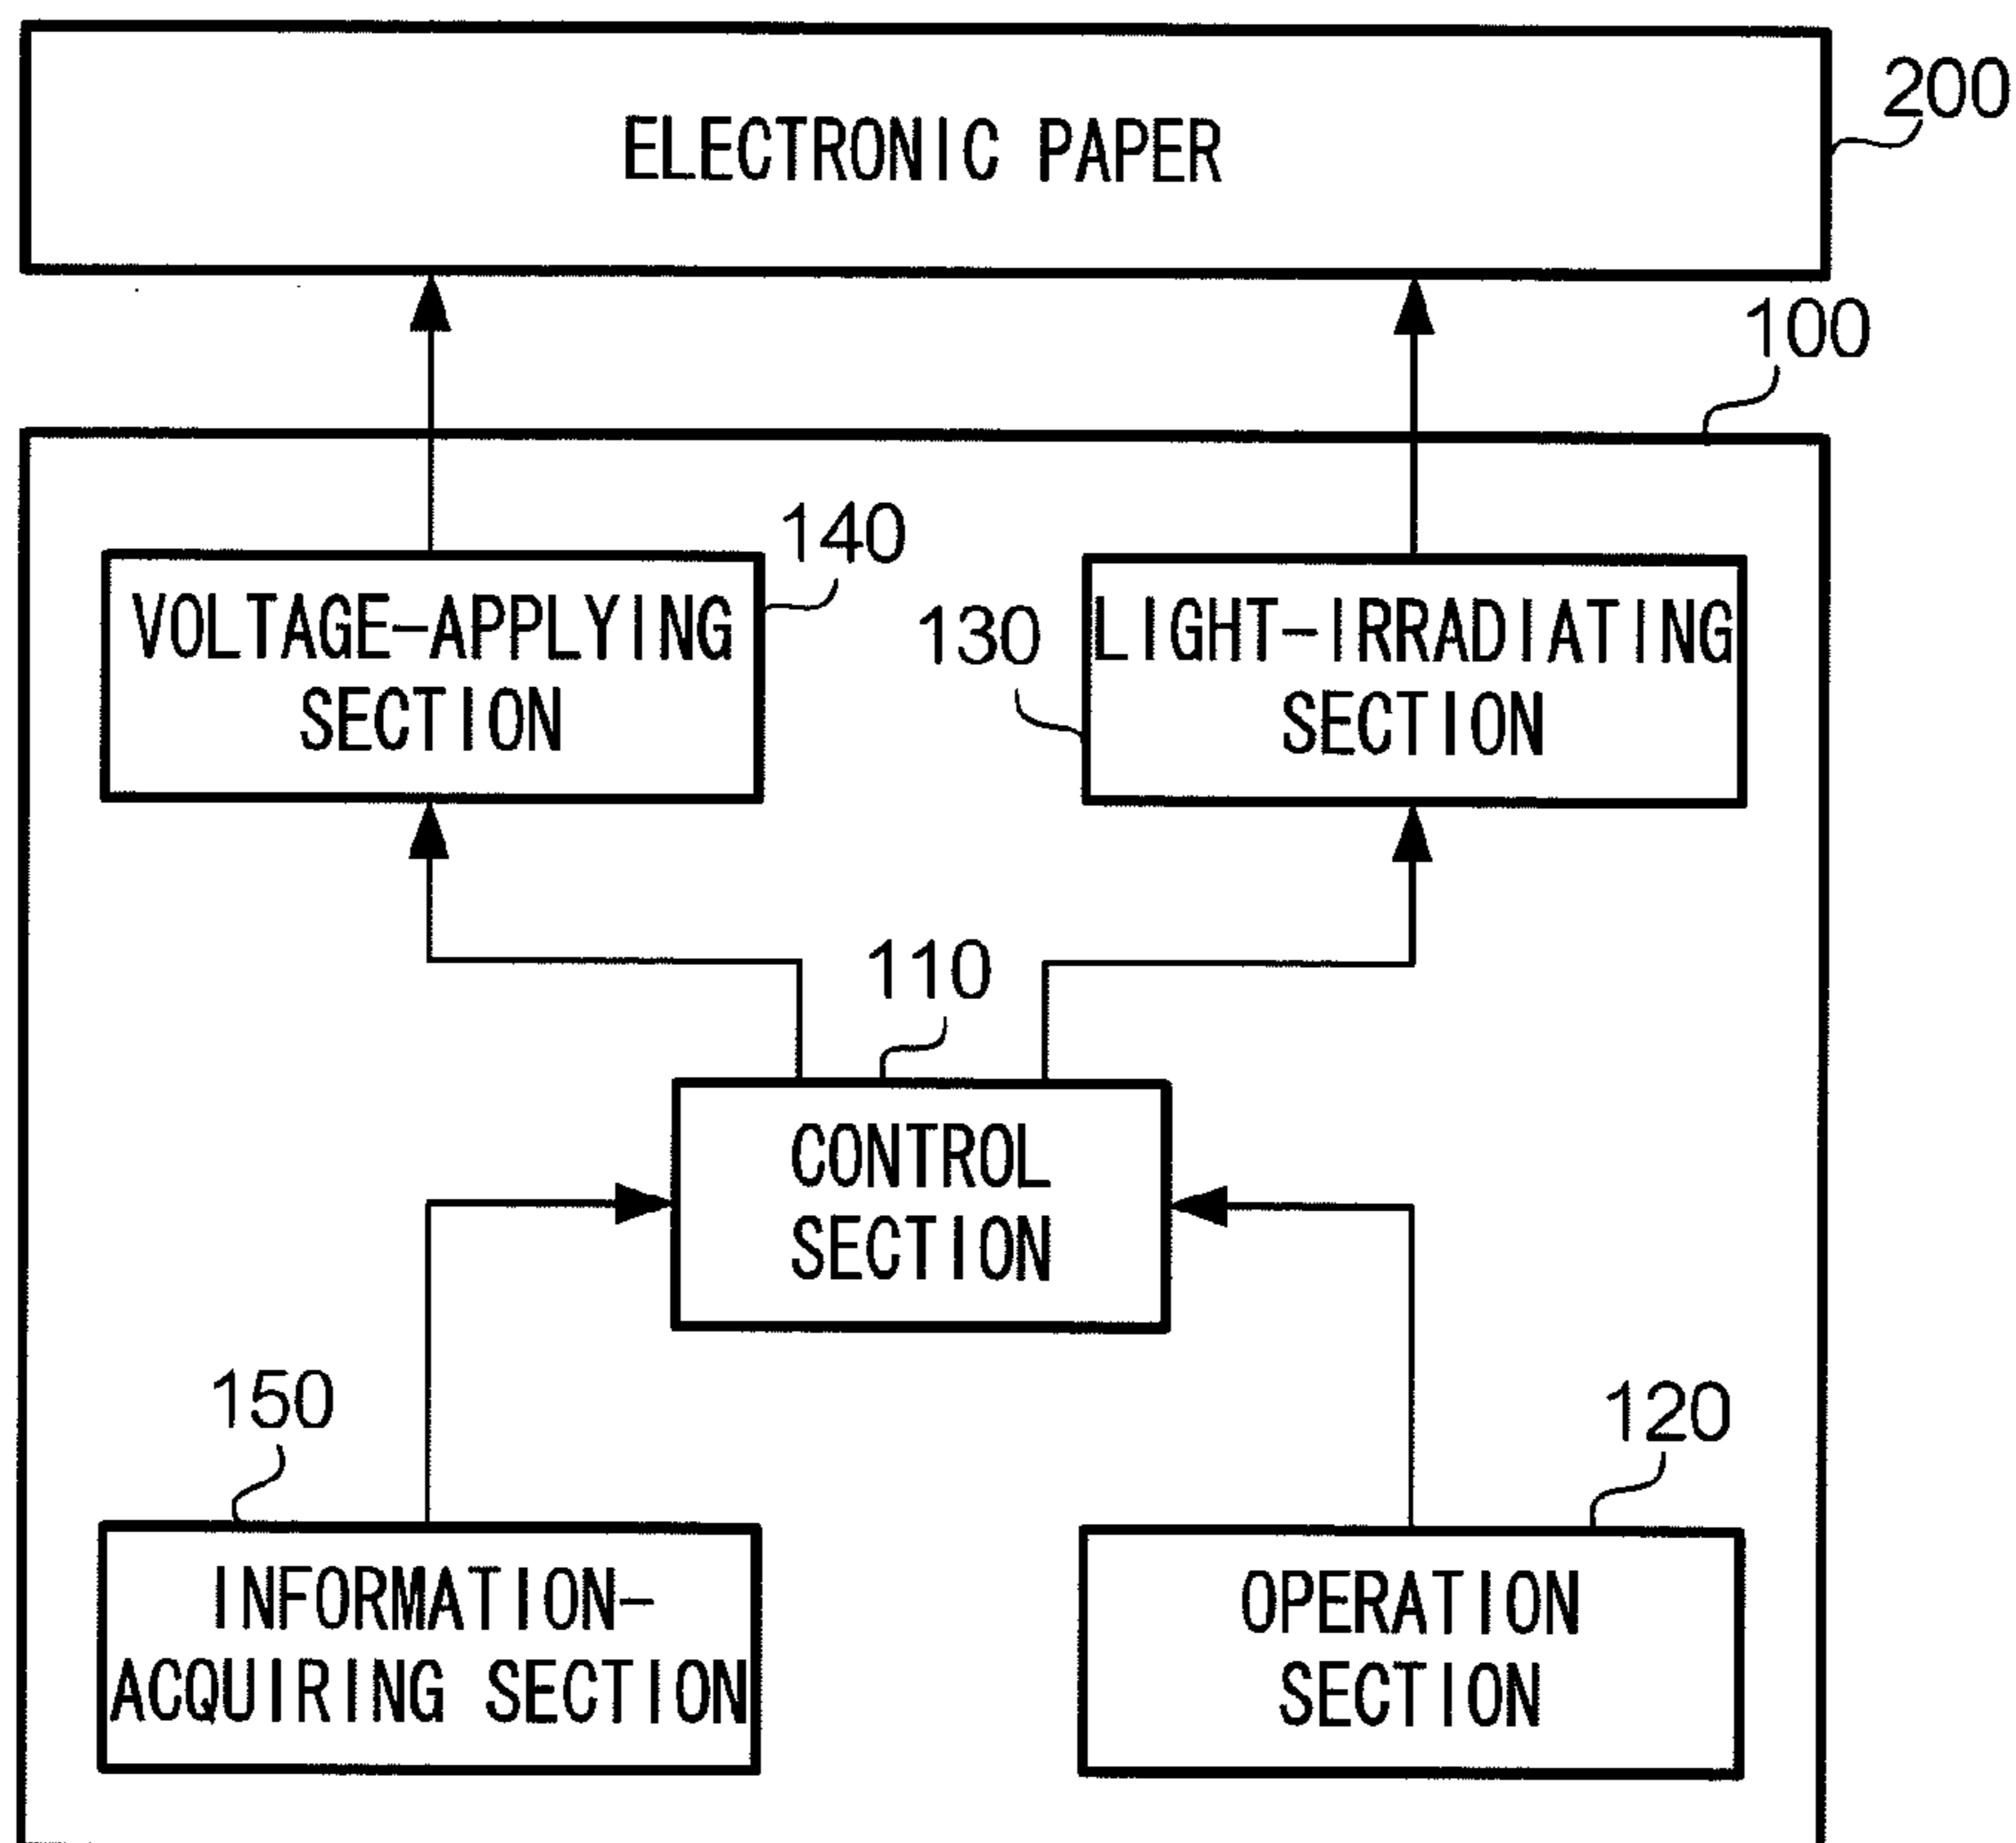 200
ELECTRONIC PAPER
100
140
VOLTAGE-APPLYING
SECTION
130
LIGHT-IRRADIATING
SECTION
110
CONTROL
SECTION
150
INFORMATION-
ACQUIRING SECTION
120
OPERATION
SECTION